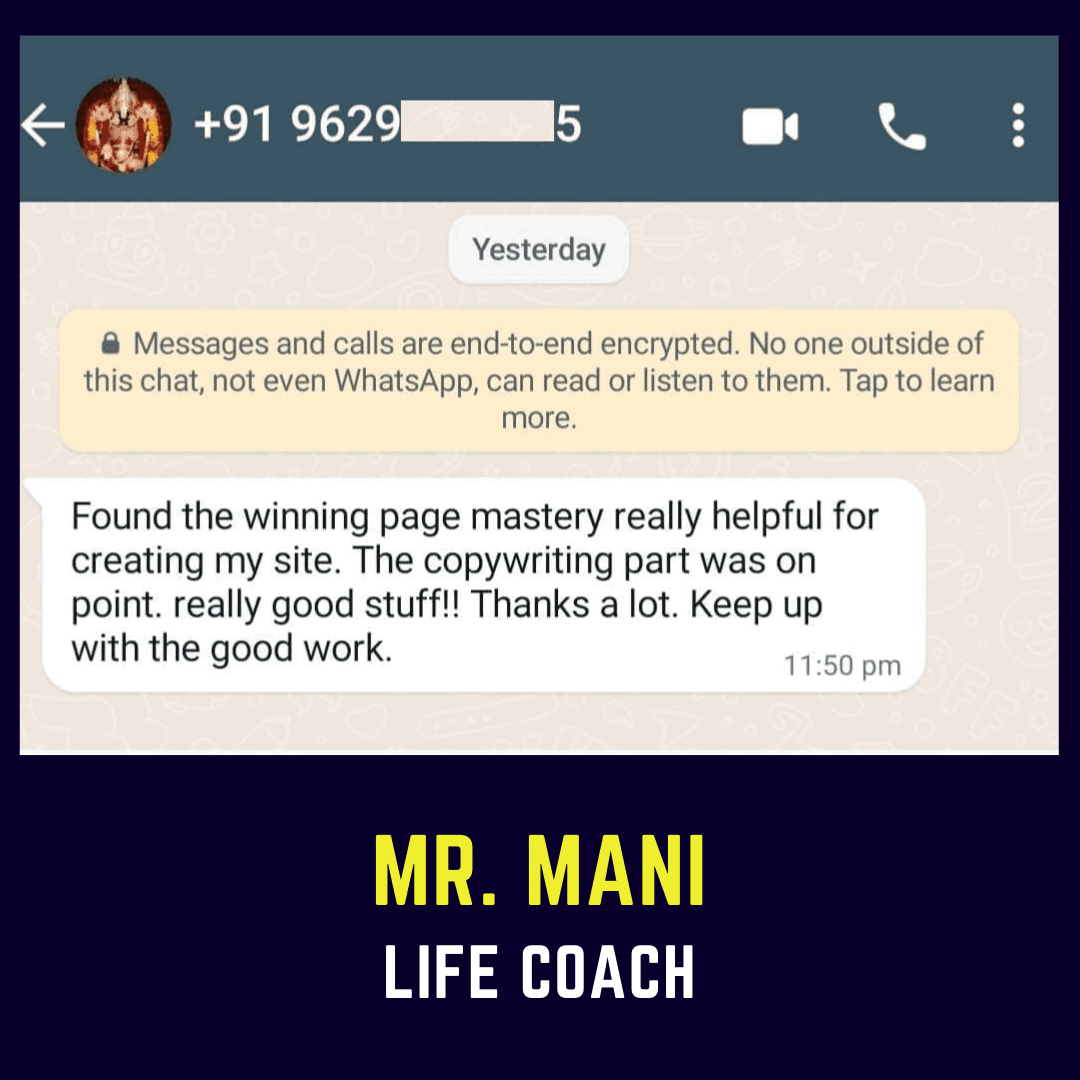 +91 9629 5
Yesterday
Messages and calls are end-to-end encrypted. No one outside of
this chat, not even WhatsApp, can read or listen to them. Tap to learn
more.
Found the winning page mastery really helpful for
creating my site. The copywriting part was on
point. really good stuff!! Thanks a lot. Keep up
with the good work.
11:50 pm
MR. MANI
LIFE COACH